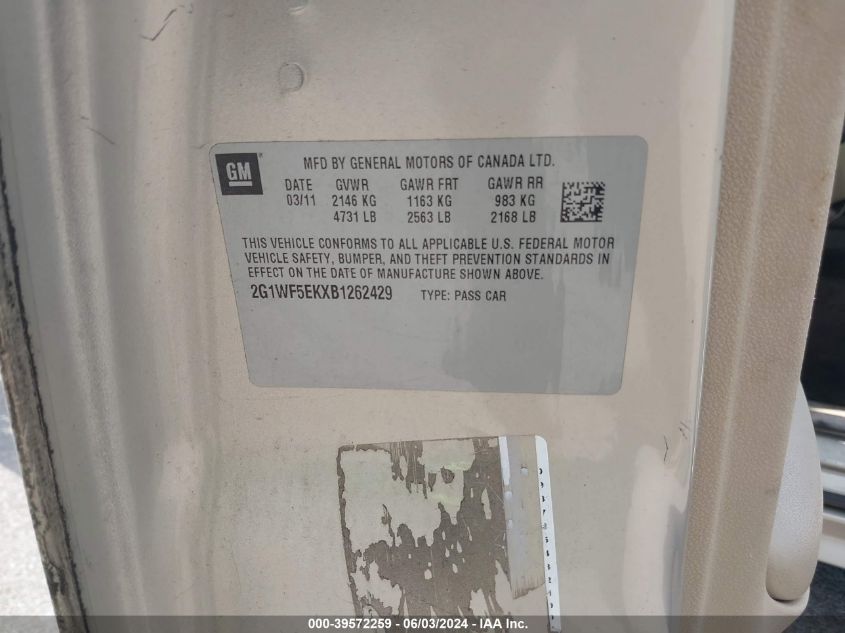 GM
MFD BY GENERAL MOTORS OF CANADA LTD.
DATE GVWR GAWR FRT GAWR RR
03/11 2146 KG 1163 KG 983 KG
4731 LB 2563 LB 2168 LB
THIS VEHICLE CONFORMS TO ALL APPLICABLE U.S. FEDERAL MOTOR
VEHICLE SAFETY, BUMPER, AND THEFT PREVENTION STANDARDS IN
EFFECT ON THE DATE OF MANUFACTURE SHOWN ABOVE.
2G1WF5EKXB1262429 TYPE: PASS CAR
000-39572259 | 06/03/2024 | IAA Inc.